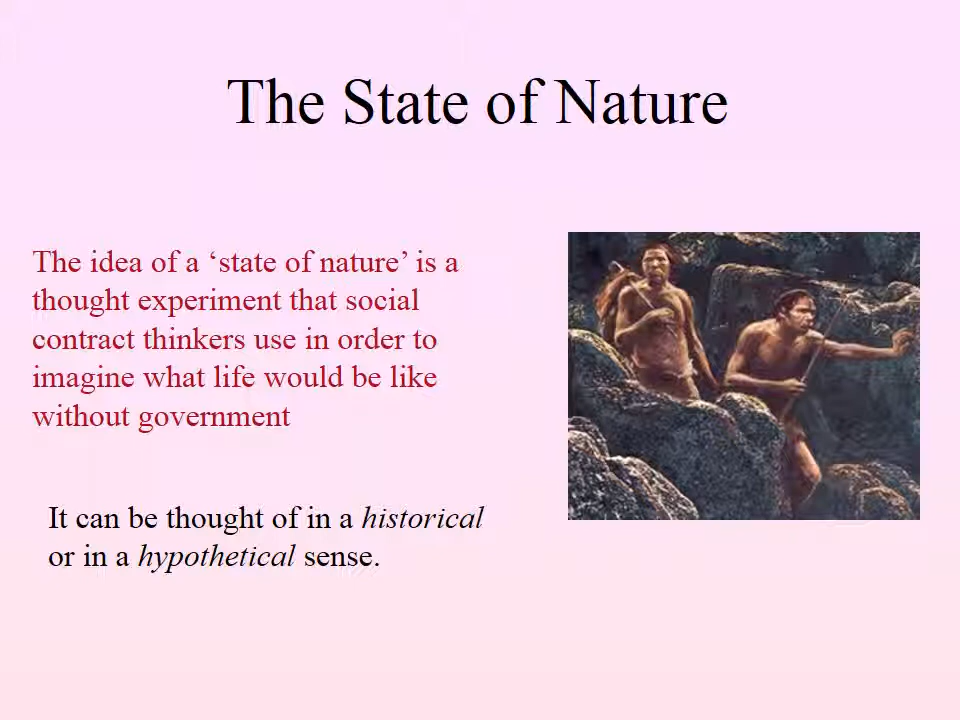 The State of Nature
The idea of a ‘state of nature’ is a
thought experiment that social
contract thinkers use in order to
imagine what life would be like
without government
It can be thought of in a historical
or in a hypothetical sense.